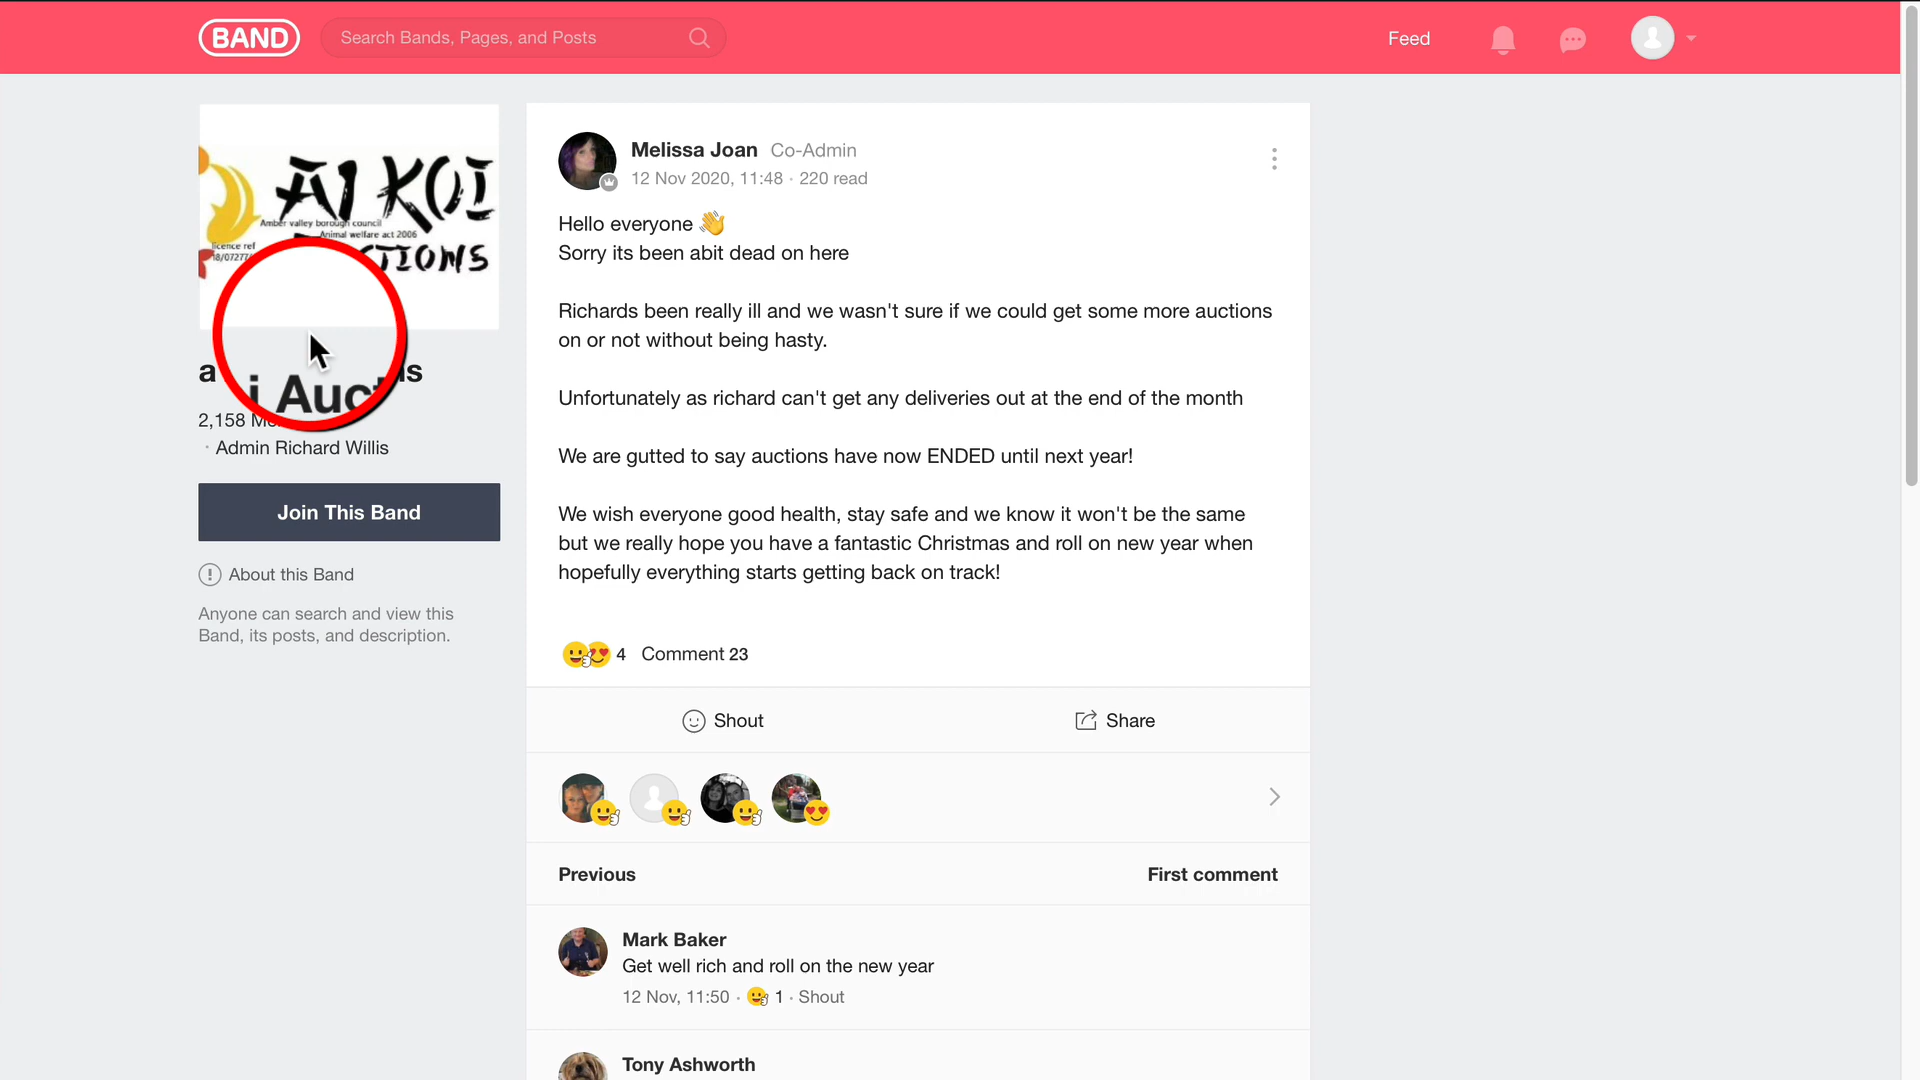 BAND
Search Bands, Pages, and Posts
Feed
AI KOI
Amber valley borough council
Animal welfare act 2006
licence ref
18/07277/
CTIONS
i Auct
2,158
· Admin Richard Willis
Join This Band
About this Band
Anyone can search and view this
Band, its posts, and description.
Melissa Joan Co-Admin
12 Nov 2020, 11:48 · 220 read
Hello everyone 👋
Sorry its been abit dead on here
Richards been really ill and we wasn't sure if we could get some more auctions
on or not without being hasty.
Unfortunately as richard can't get any deliveries out at the end of the month
We are gutted to say auctions have now ENDED until next year!
We wish everyone good health, stay safe and we know it won't be the same
but we really hope you have a fantastic Christmas and roll on new year when
hopefully everything starts getting back on track!
4 Comment 23
Shout
Share
Previous
First comment
Mark Baker
Get well rich and roll on the new year
12 Nov, 11:50 · 1 · Shout
Tony Ashworth